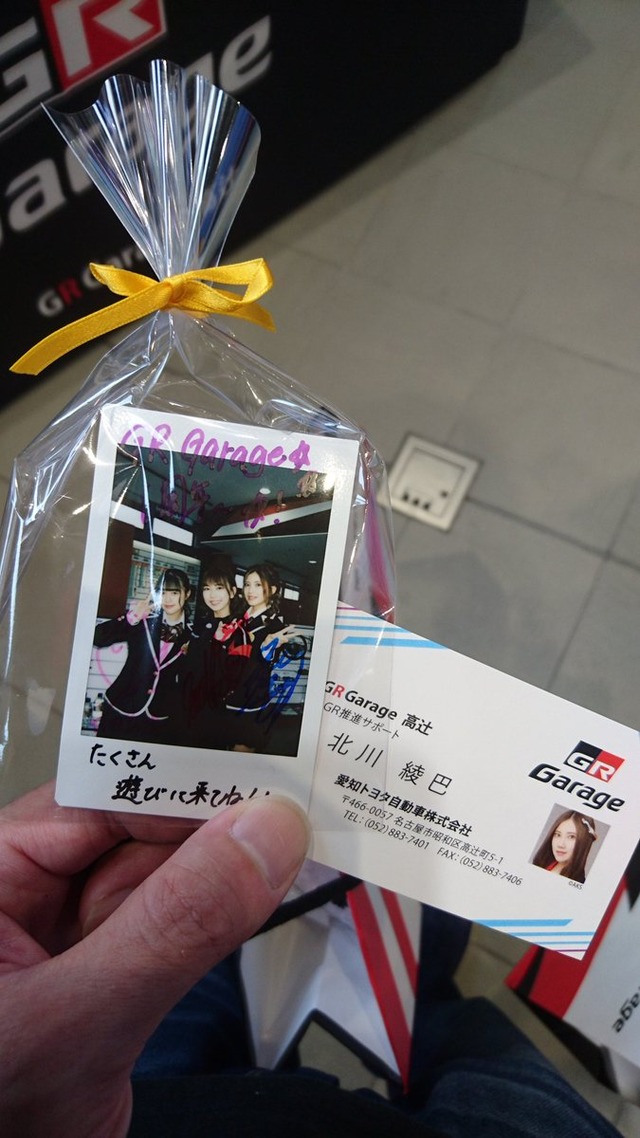 GR
Garage
GR Garage
GR Garage
たくさん
遊びに来てね!!
GR Garage 高辻
GR推進サポート
北川 綾巴
愛知トヨタ自動車株式会社
〒466-0057 名古屋市昭和区高辻町5-1
TEL:(052)883-7401 FAX:(052)883-7406
GR
Garage
©AKS
Garage